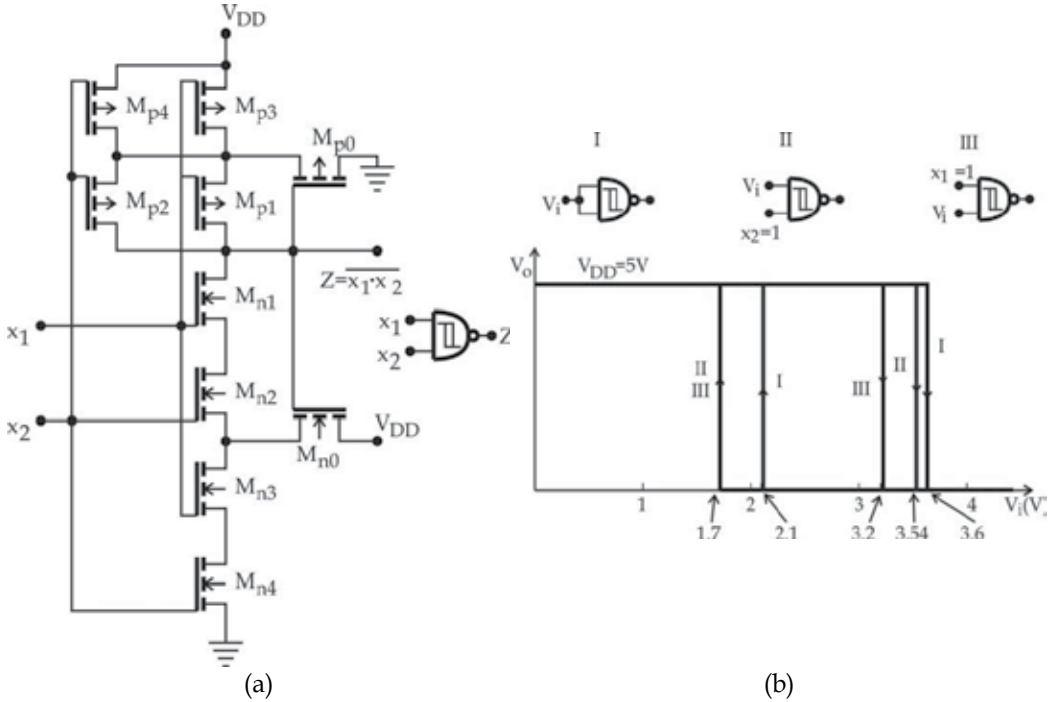 V_DD
M_p4
M_p3
M_p0
M_p2
M_p1
Z=\overline{x_1·x_2}
M_n1
x_1
x_1
x_2
Z
M_n2
x_2
V_DD
M_n0
M_n3
M_n4
(a)
I
II
III
V_i
V_i
x_2=1
x_1=1
V_i
V_o
V_DD=5V
II
III
I
III
II
I
1
2
3
4
V_i(V)
1.7
2.1
3.2
3.54
3.6
(b)